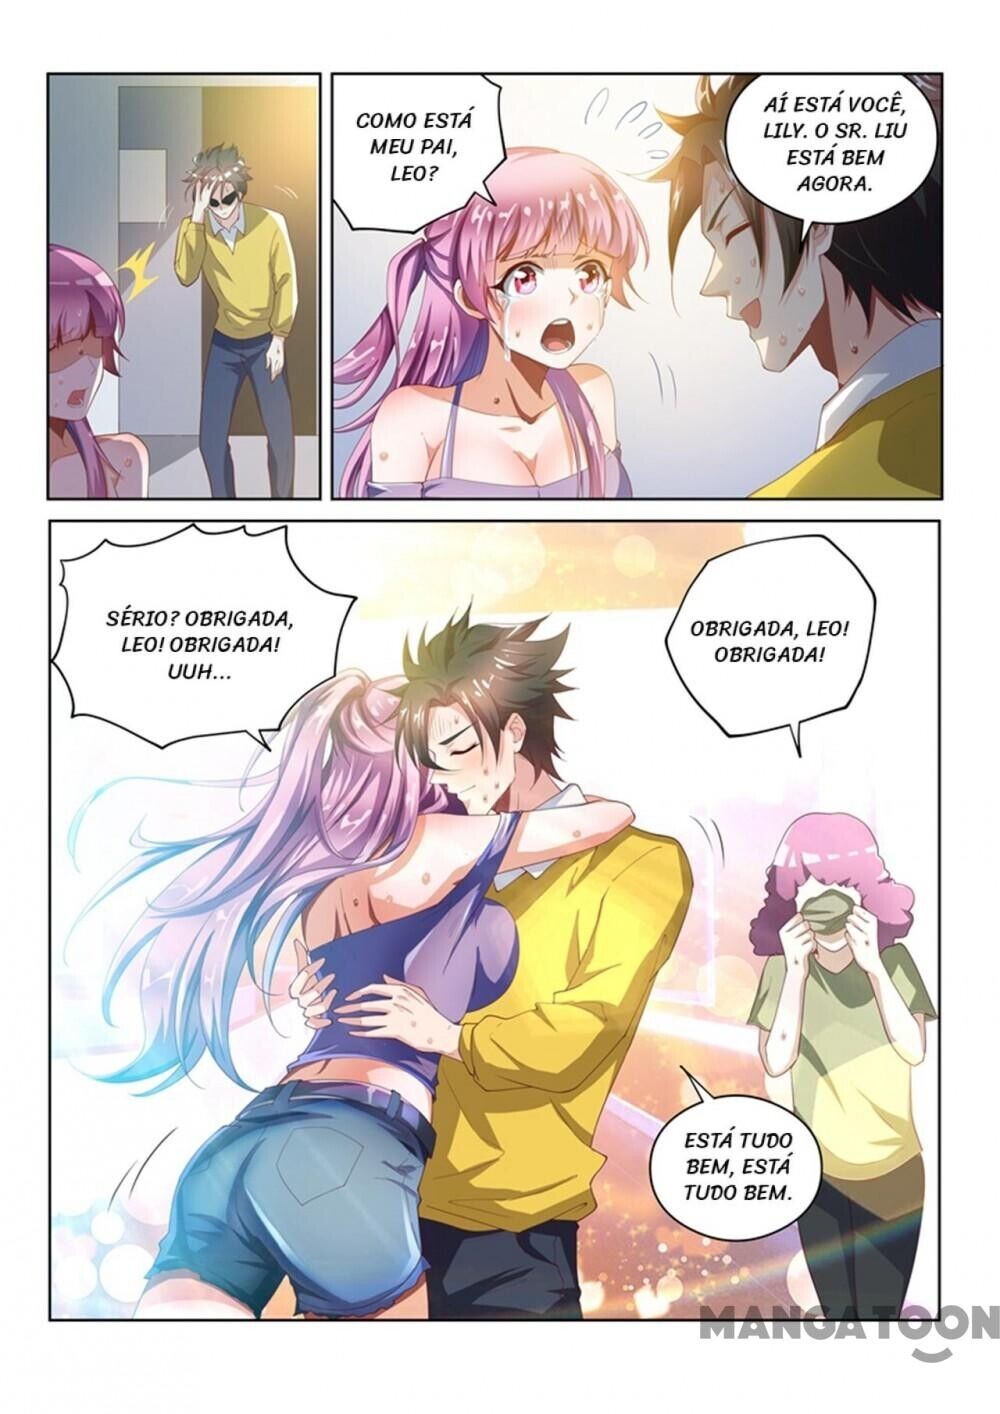 COMO ESTÁ
MEU PAI,
LEO?
AÍ ESTÁ VOCÊ,
LILY. O SR. LIU
ESTÁ BEM
AGORA.
SÉRIO? OBRIGADA,
LEO! OBRIGADA!
UUH...
OBRIGADA, LEO!
OBRIGADA!
ESTÁ TUDO
BEM, ESTÁ
TUDO BEM.
MANGATOON